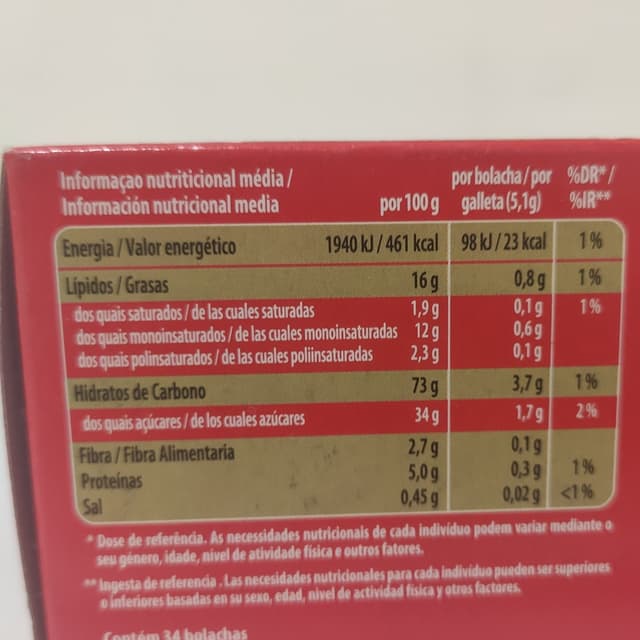 Informaçao nutriticional média /
Información nutricional media
por 100 g
por bolacha / por
galleta (5,1g)
%DR* /
%IR**
Energia / Valor energético 1940 kJ / 461 kcal 98 kJ / 23 kcal 1%
Lípidos / Grasas 16 g 0,8 g 1%
dos quais saturados / de las cuales saturadas 1,9 g 0,1 g 1%
dos quais monoinsaturados / de las cuales monoinsaturadas 12 g 0,6 g
dos quais polinsaturados / de las cuales poliinsaturadas 2,3 g 0,1 g
Hidratos de Carbono 73 g 3,7 g 1%
dos quais açúcares / de los cuales azúcares 34 g 1,7 g 2%
Fibra / Fibra Alimentaria 2,7 g 0,1 g
Proteínas 5,0 g 0,3 g 1%
Sal 0,45 g 0,02 g <1%
* Dose de referência. As necessidades nutricionais de cada indivíduo podem variar mediante o
seu género, idade, nivel de atividade física e outros fatores.
** Ingesta de referencia . Las necesidades nutricionales para cada individuo pueden ser superiores
o inferiores basadas en su sexo, edad, nivel de actividad física y otros factores.
Contém 34 bolachas